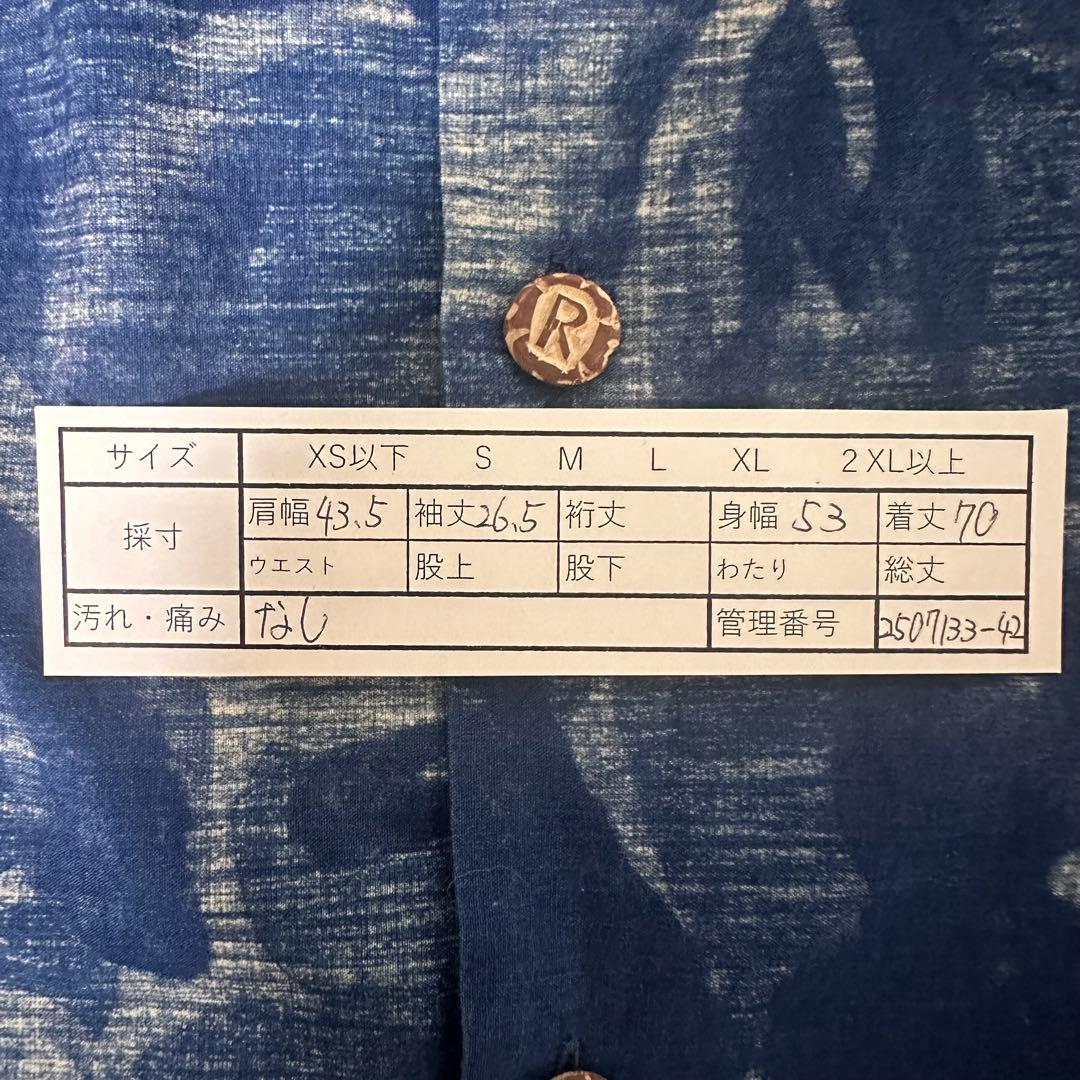 R
サイズ XS以下 S M L XL 2XL以上
採寸 肩幅 43.5 袖丈 26.5 裄丈 身幅 53 着丈 70
ウエスト 股上 股下 わたり 総丈
汚れ・痛み なし 管理番号 2507133-42